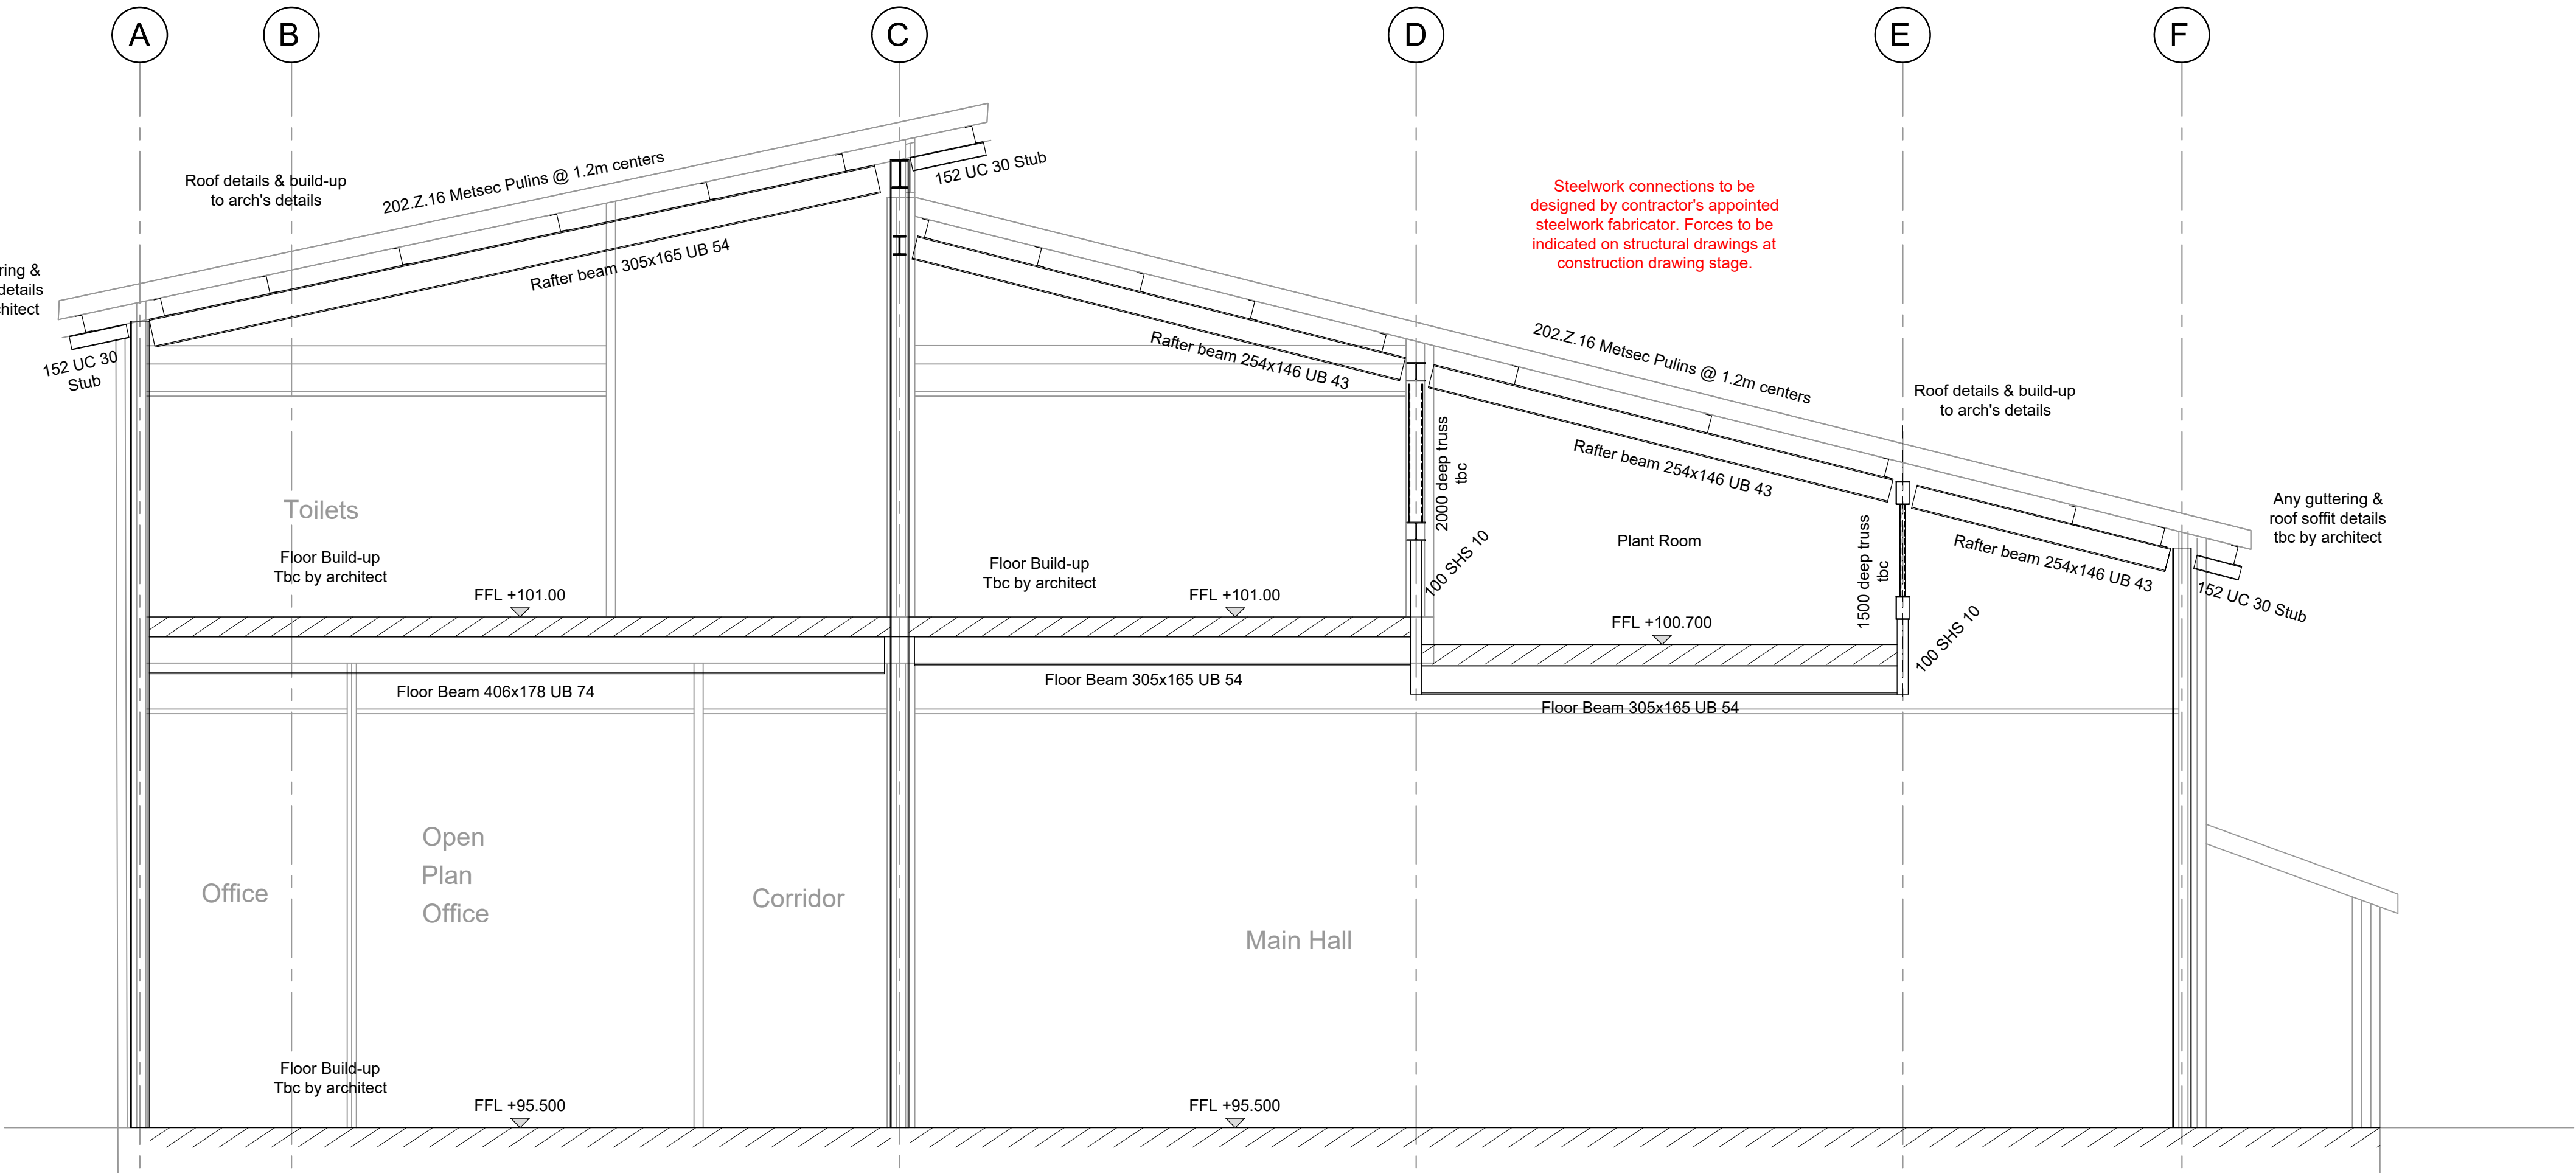 A
B
C
D
E
F
Roof details & build-up
to arch's details
202.Z.16 Metsec Pulins @ 1.2m centers
152 UC 30 Stub
Rafter beam 305x165 UB 54
ring &
details
hitect
152 UC 30
Stub
Steelwork connections to be
designed by contractor's appointed
steelwork fabricator. Forces to be
indicated on structural drawings at
construction drawing stage.
Rafter beam 254x146 UB 43
202.Z.16 Metsec Pulins @ 1.2m centers
Roof details & build-up
to arch's details
Rafter beam 254x146 UB 43
2000 deep truss
tbc
100 SHS 10
Plant Room
1500 deep truss
tbc
100 SHS 10
Rafter beam 254x146 UB 43
Any guttering &
roof soffit details
tbc by architect
152 UC 30 Stub
Toilets
Floor Build-up
Tbc by architect
FFL +101.00
Floor Build-up
Tbc by architect
FFL +101.00
FFL +100.700
Floor Beam 406x178 UB 74
Floor Beam 305x165 UB 54
Floor Beam 305x165 UB 54
Office
Open
Plan
Office
Corridor
Main Hall
Floor Build-up
Tbc by architect
FFL +95.500
FFL +95.500